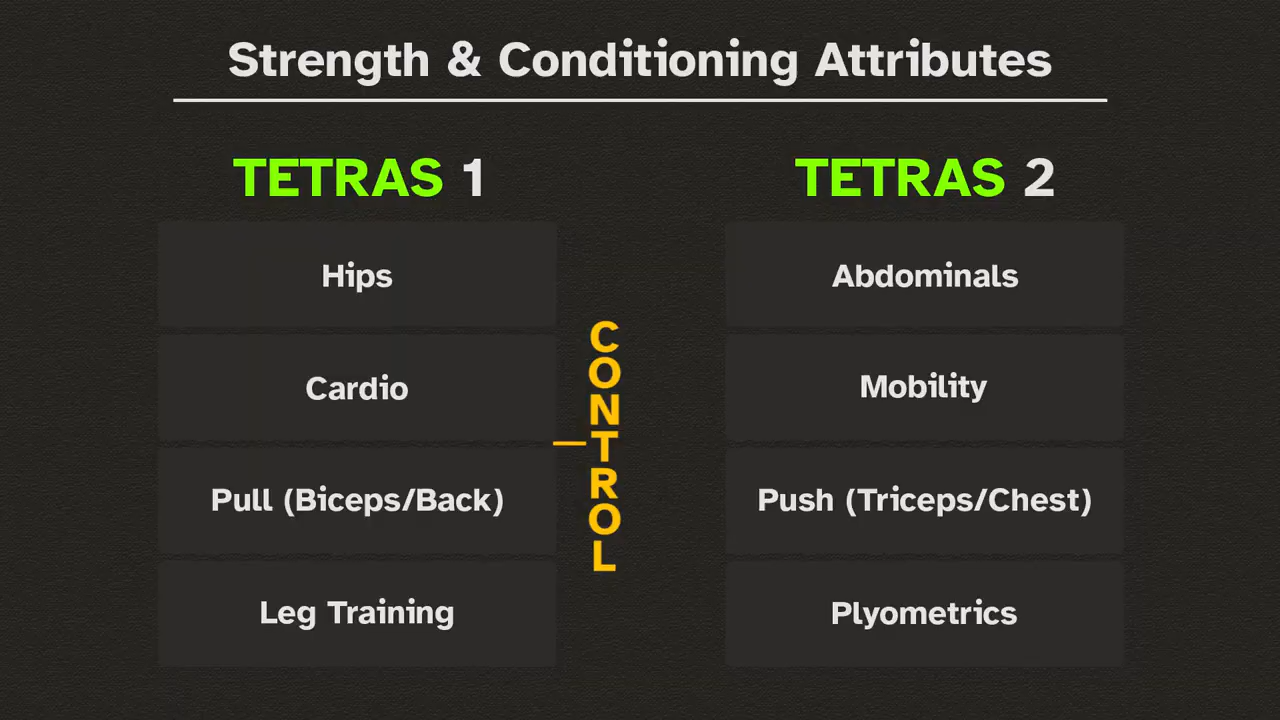 Strength & Conditioning Attributes
TETRAS 1
Hips
Cardio
Pull (Biceps/Back)
Leg Training
CONTROL
TETRAS 2
Abdominals
Mobility
Push (Triceps/Chest)
Plyometrics